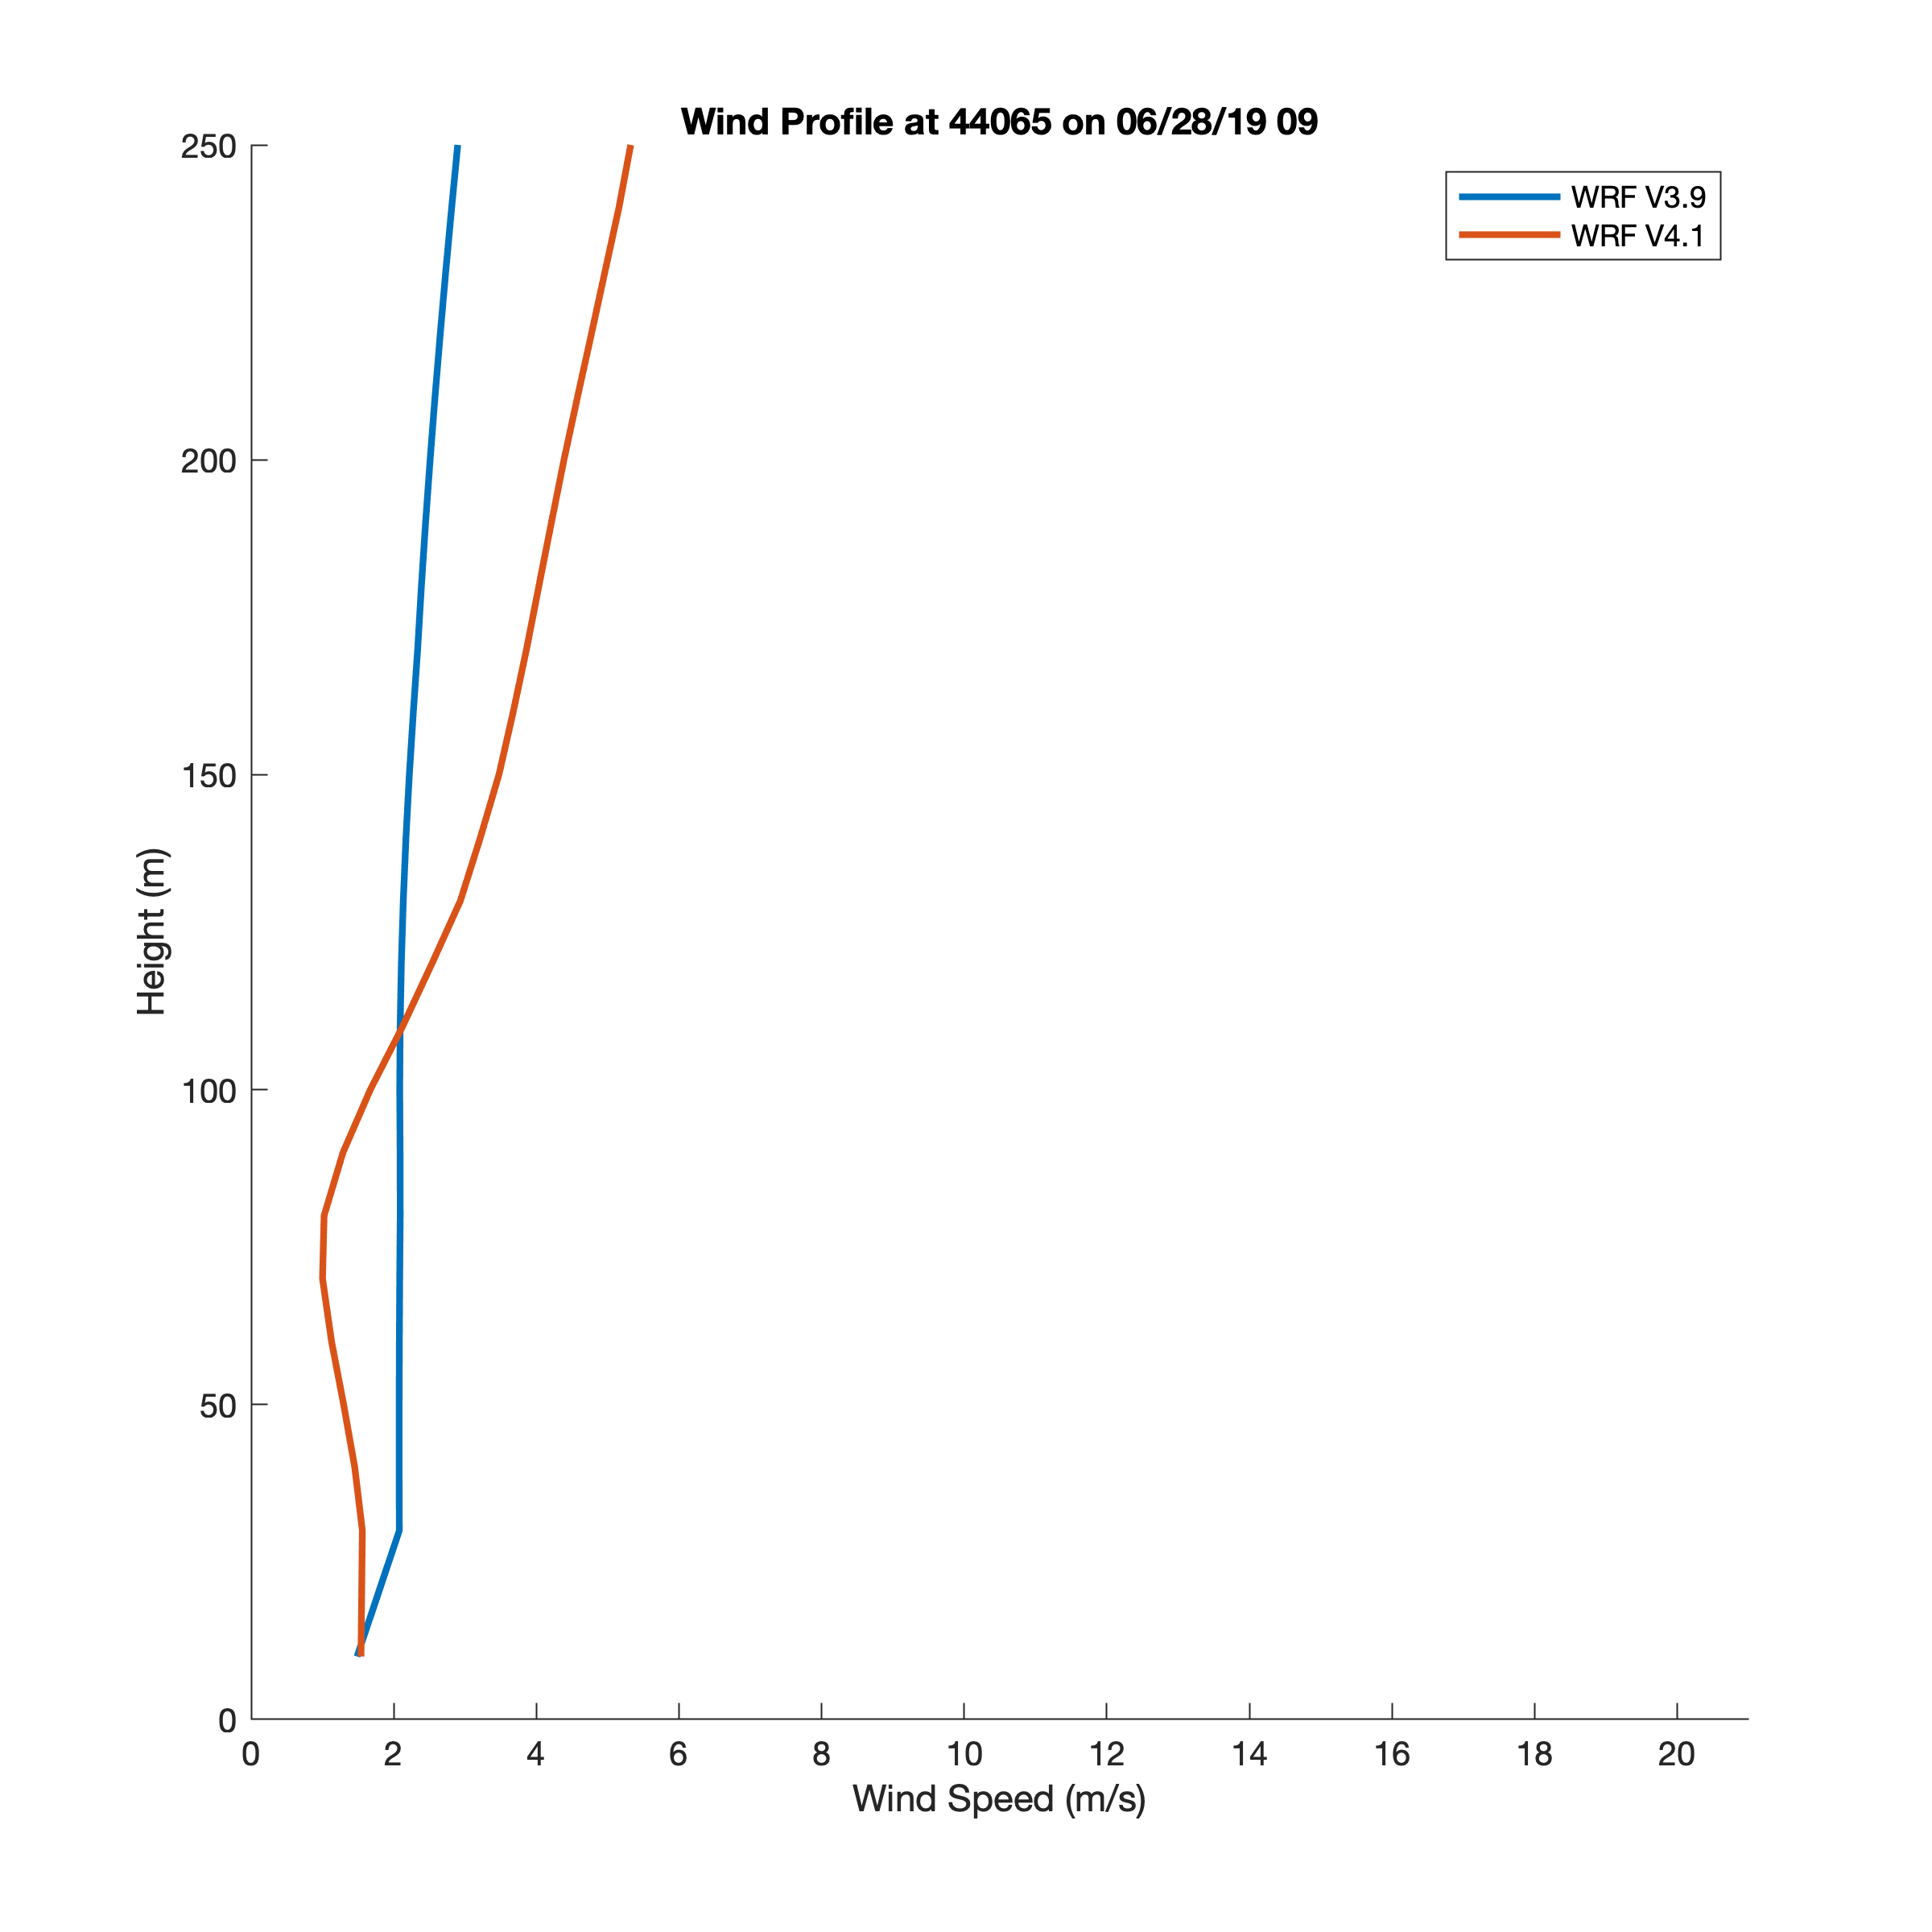 Wind Profile at 44065 on 06/28/19 09
WRF V3.9
WRF V4.1
250
200
150
100
50
0
Height (m)
0 2 4 6 8 10 12 14 16 18 20
Wind Speed (m/s)